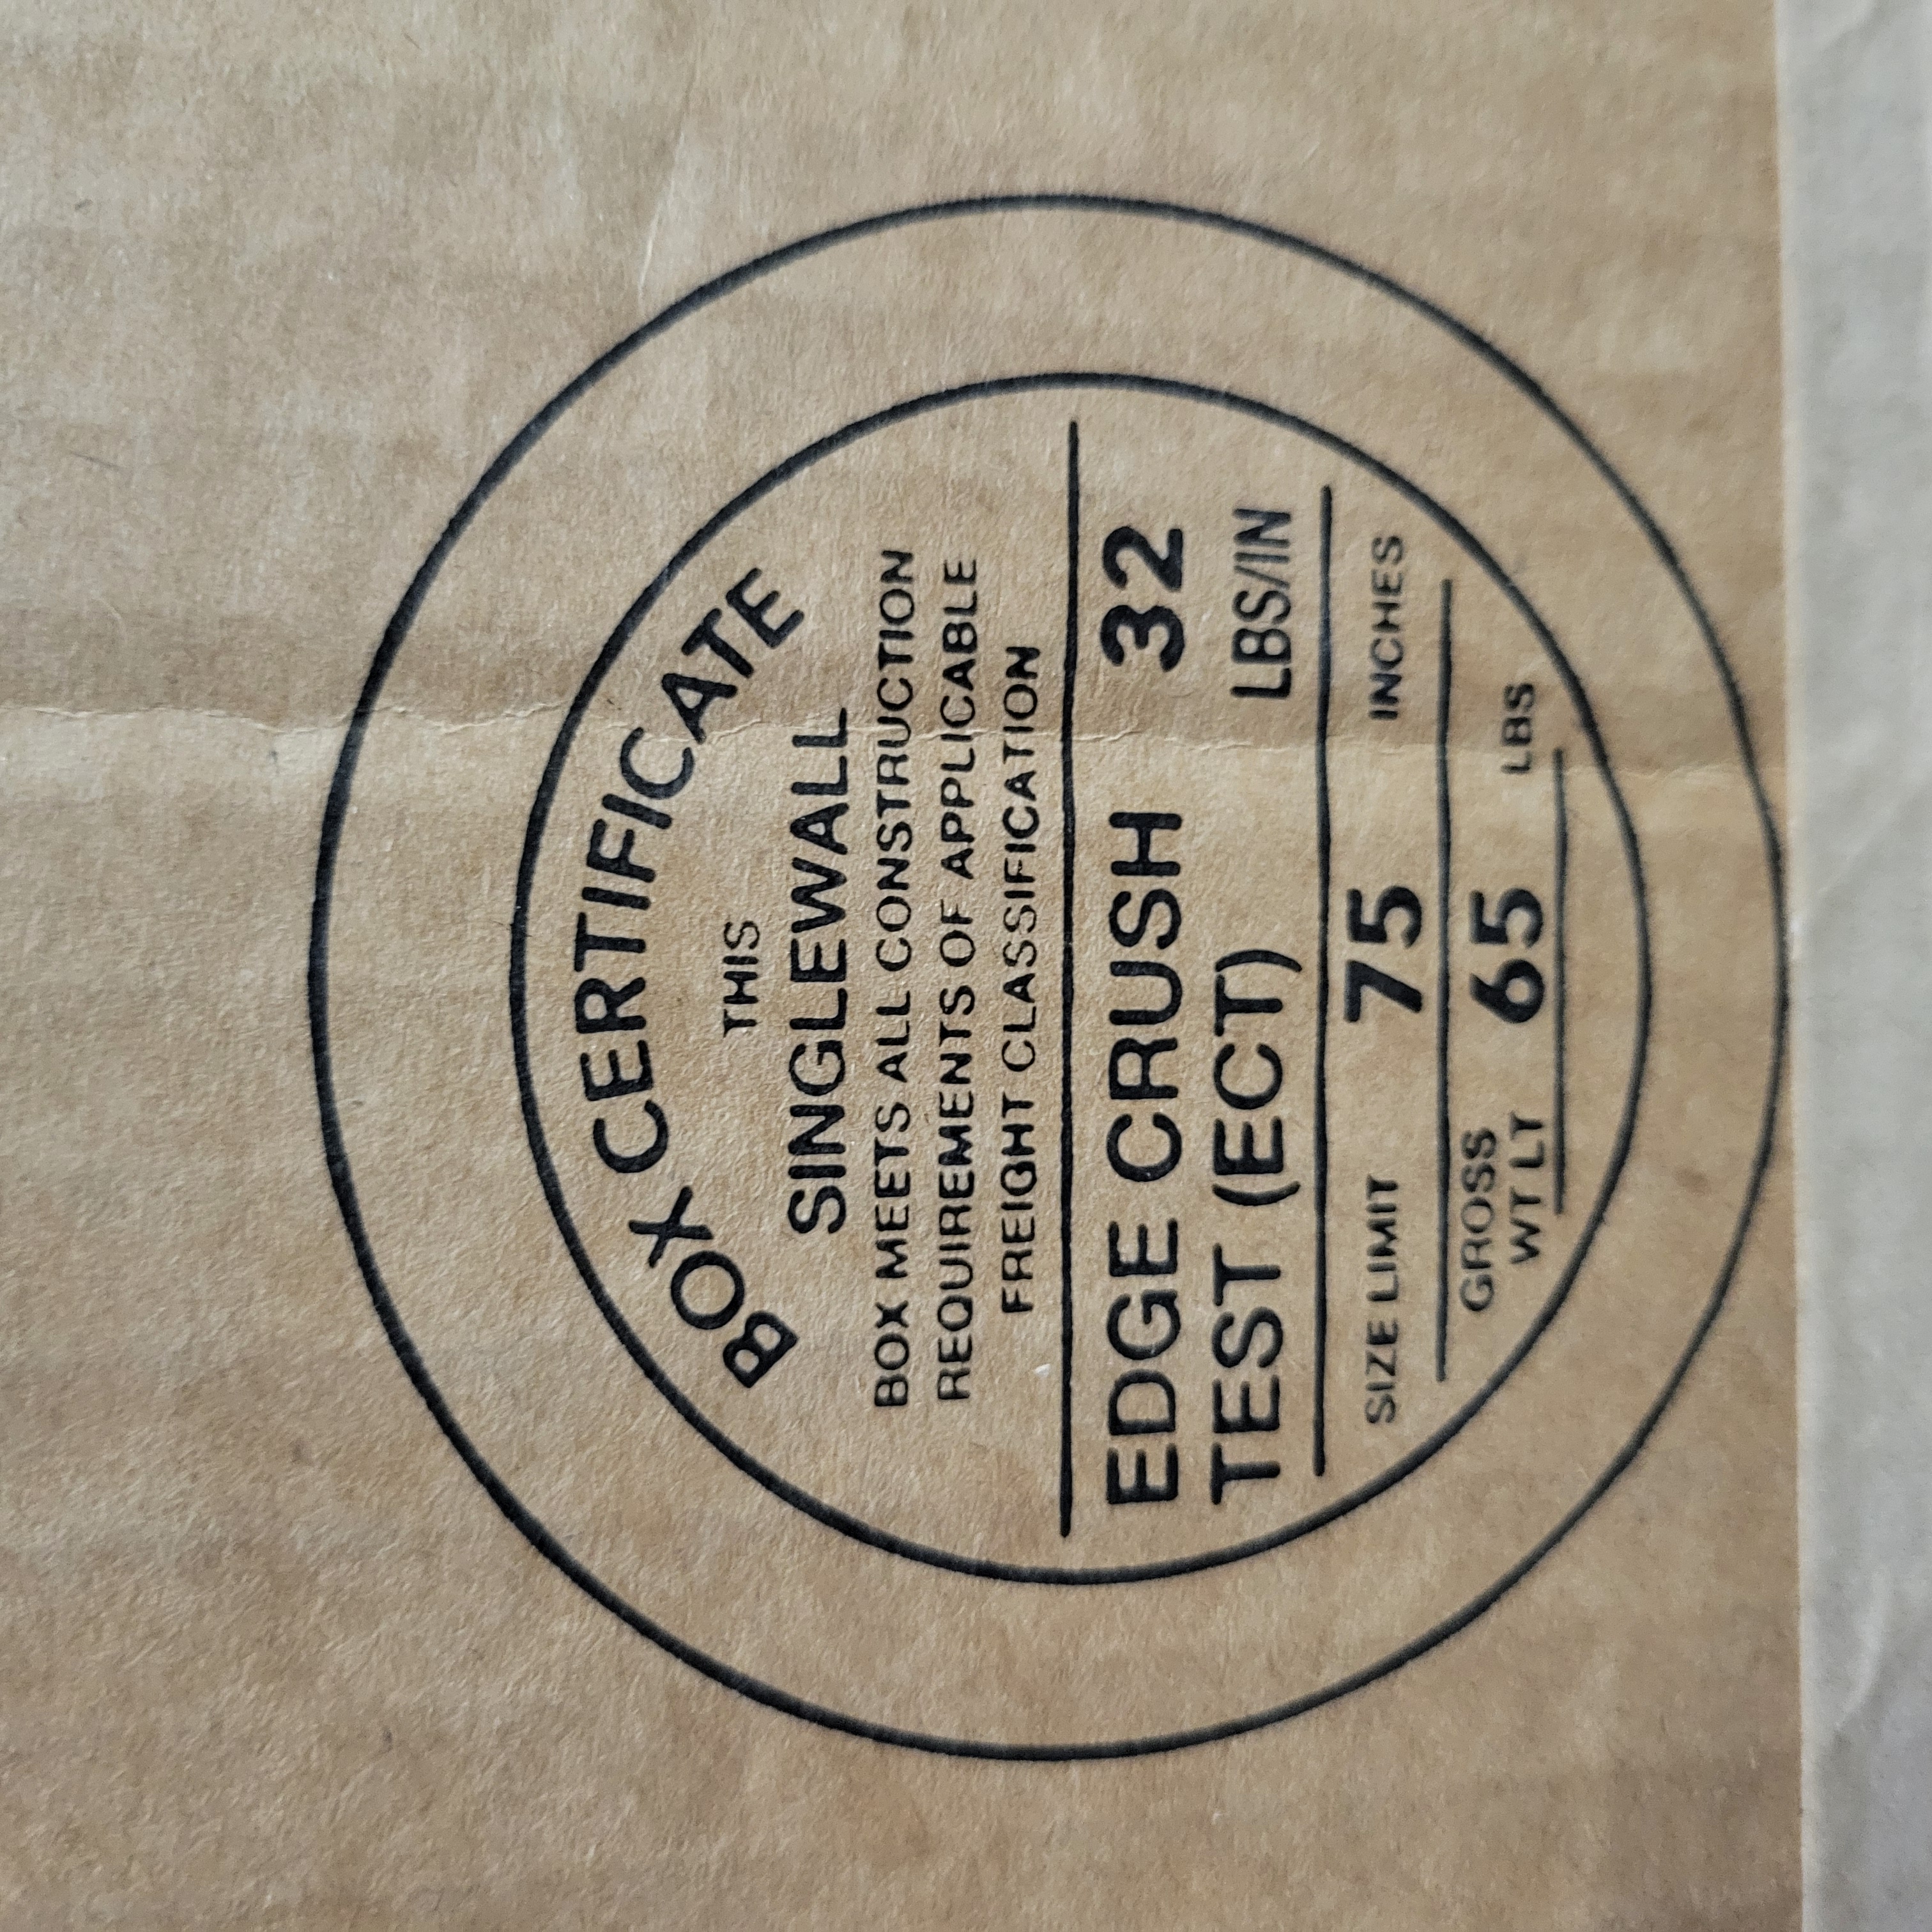 BOX CERTIFICATE
THIS
SINGLEWALL
BOX MEETS ALL CONSTRUCTION
REQUIREMENTS OF APPLICABLE
FREIGHT CLASSIFICATION
EDGE CRUSH 32
TEST (ECT) LBS/IN
SIZE LIMIT 75 INCHES
GROSS
WT LT 65 LBS